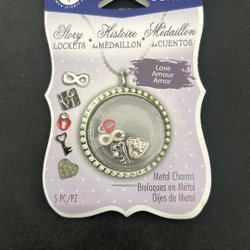 Story • Histoire • Médaillon
LOCKETS de MÉDAILLON de CUENTOS
Love
Amour
Amor
Metal Charms
Breloques en Métal
Dijes de Metal
5 PC/PZ